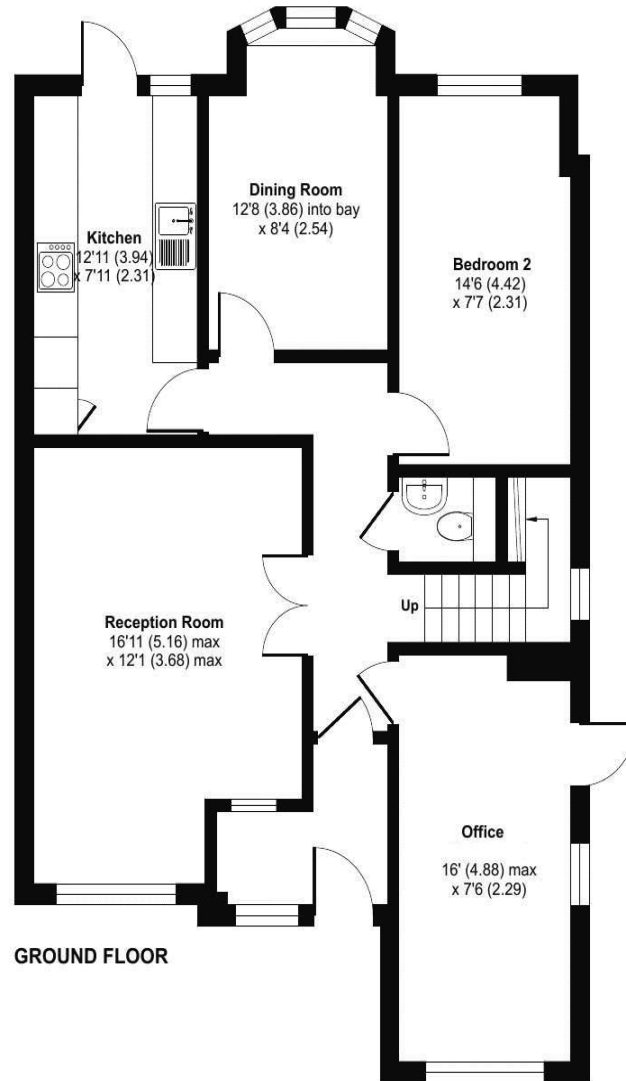 Dining Room
12'8 (3.86) into bay
x 8'4 (2.54)
Kitchen
12'11 (3.94)
x 7'11 (2.31)
Bedroom 2
14'6 (4.42)
x 7'7 (2.31)
Reception Room
16'11 (5.16) max
x 12'1 (3.68) max
Up
Office
16' (4.88) max
x 7'6 (2.29)
GROUND FLOOR